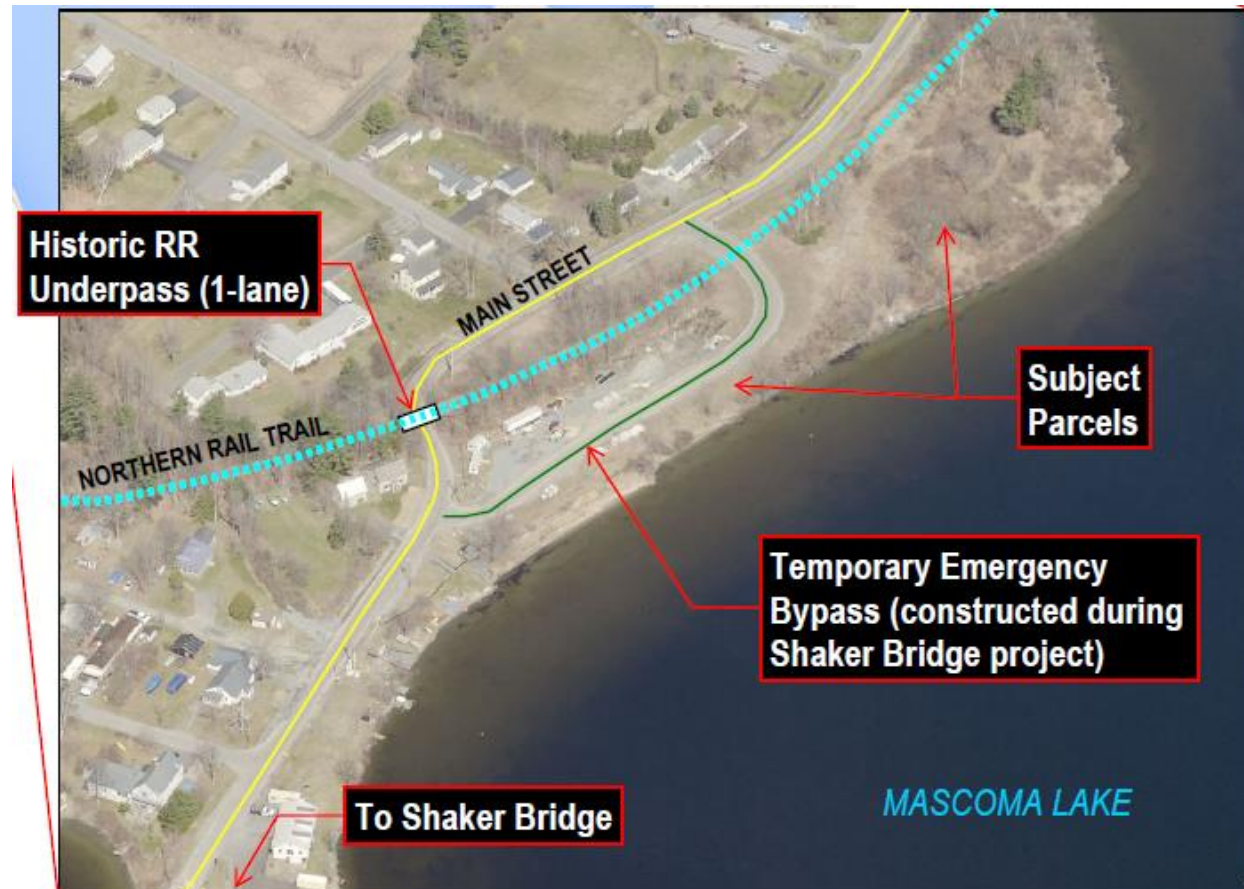 Historic RR
Underpass (1-lane)
MAIN STREET
NORTHERN RAIL TRAIL
Subject
Parcels
Temporary Emergency
Bypass (constructed during
Shaker Bridge project)
To Shaker Bridge
MASCOMA LAKE